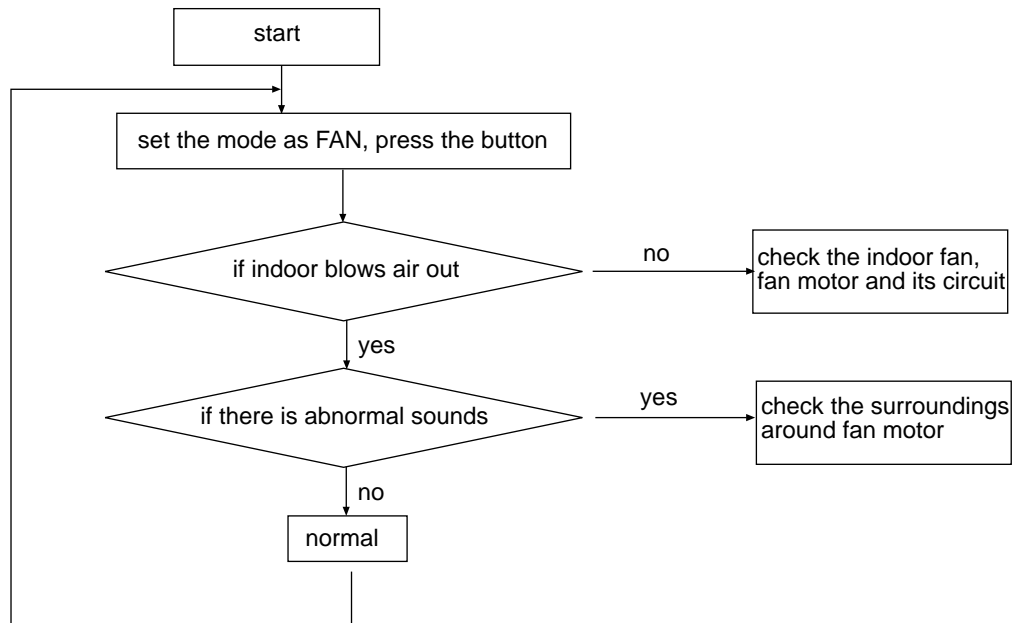 start
set the mode as FAN, press the button
if indoor blows air out
no
check the indoor fan,
fan motor and its circuit
yes
if there is abnormal sounds
yes
check the surroundings
around fan motor
no
normal